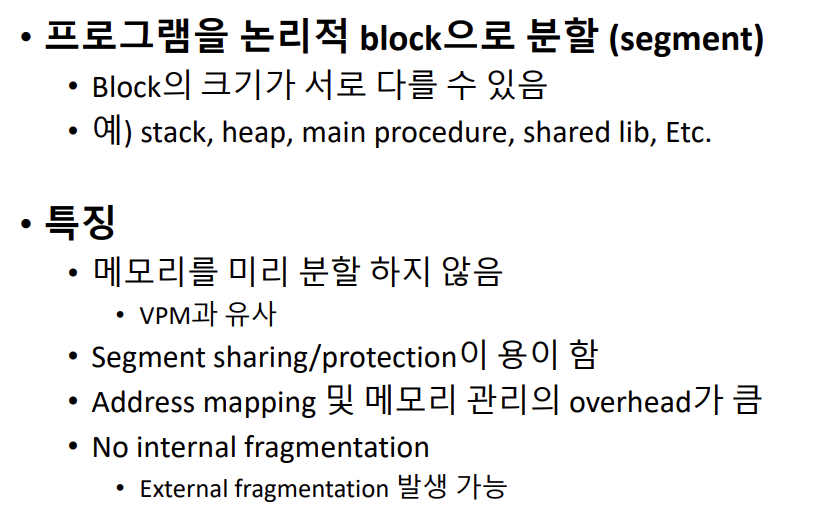 • 프로그램을 논리적 block으로 분할 (segment)
• Block의 크기가 서로 다를 수 있음
• 예) stack, heap, main procedure, shared lib, Etc.
• 특징
• 메모리를 미리 분할 하지 않음
• VPM과 유사
• Segment sharing/protection이 용이 함
• Address mapping 및 메모리 관리의 overhead가 큼
• No internal fragmentation
• External fragmentation 발생 가능